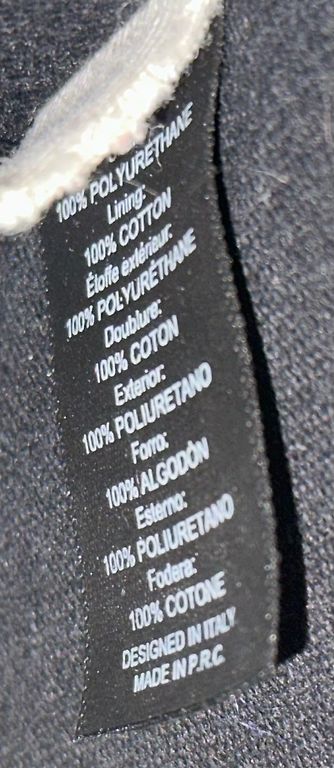 100% POLYURETHANE
Lining:
100% COTTON
Étoffe extérieur:
100% POLYURÉTHANE
Doublure:
100% COTON
Exterior:
100% POLIURETANO
Forro:
100% ALGODÓN
Esterno:
100% POLIURETANO
Fodera:
100% COTONE
DESIGNED IN ITALY
MADE IN P.R.C.